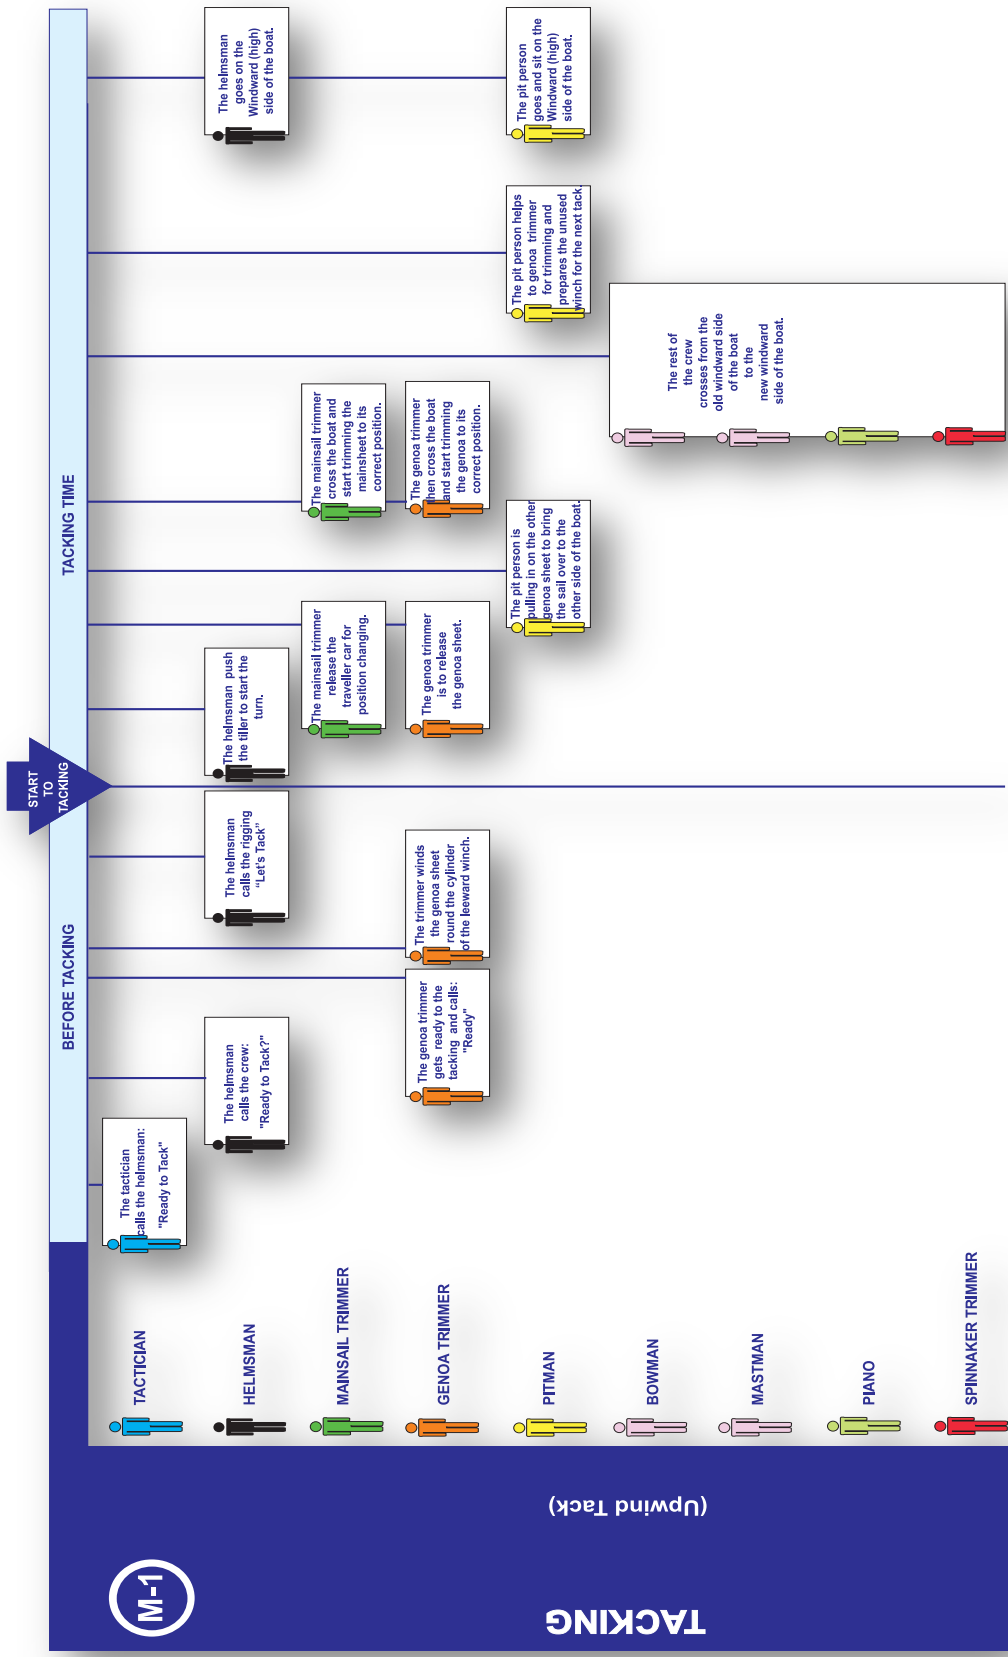 M-1
TACKING
(Upwind Tack)
BEFORE TACKING
START
TO
TACKING
TACKING TIME
TACTICIAN
The tactician
calls the helmsman:
"Ready to Tack"
HELMSMAN
The helmsman
calls the crew:
"Ready to Tack?"
The helmsman
calls the rigging
“Let's Tack”
The helmsman push
the tiller to start the
turn.
The helmsman
goes on the
Windward (high)
side of the boat.
MAINSAIL TRIMMER
The mainsail trimmer
release the
traveller car for
position changing.
The mainsail trimmer
cross the boat and
start trimming the
mainsheet to its
correct position.
GENOA TRIMMER
The genoa trimmer
gets ready to the
tacking and calls:
"Ready"
The trimmer winds
the genoa sheet
round the cylinder
of the leeward winch.
The genoa trimmer
is to release
the genoa sheet.
The genoa trimmer
then cross the boat
and start trimming
the genoa to its
correct position.
PITMAN
The pit person is
pulling in on the other
genoa sheet to bring
the sail over to the
other side of the boat.
The pit person helps
to genoa trimmer
for trimming and
prepares the unused
winch for the next tack.
The pit person
goes and sit on the
Windward (high)
side of the boat.
BOWMAN
MASTMAN
PIANO
SPINNAKER TRIMMER
The rest of
the crew
crosses from the
old windward side
of the boat
to the
new windward
side of the boat.